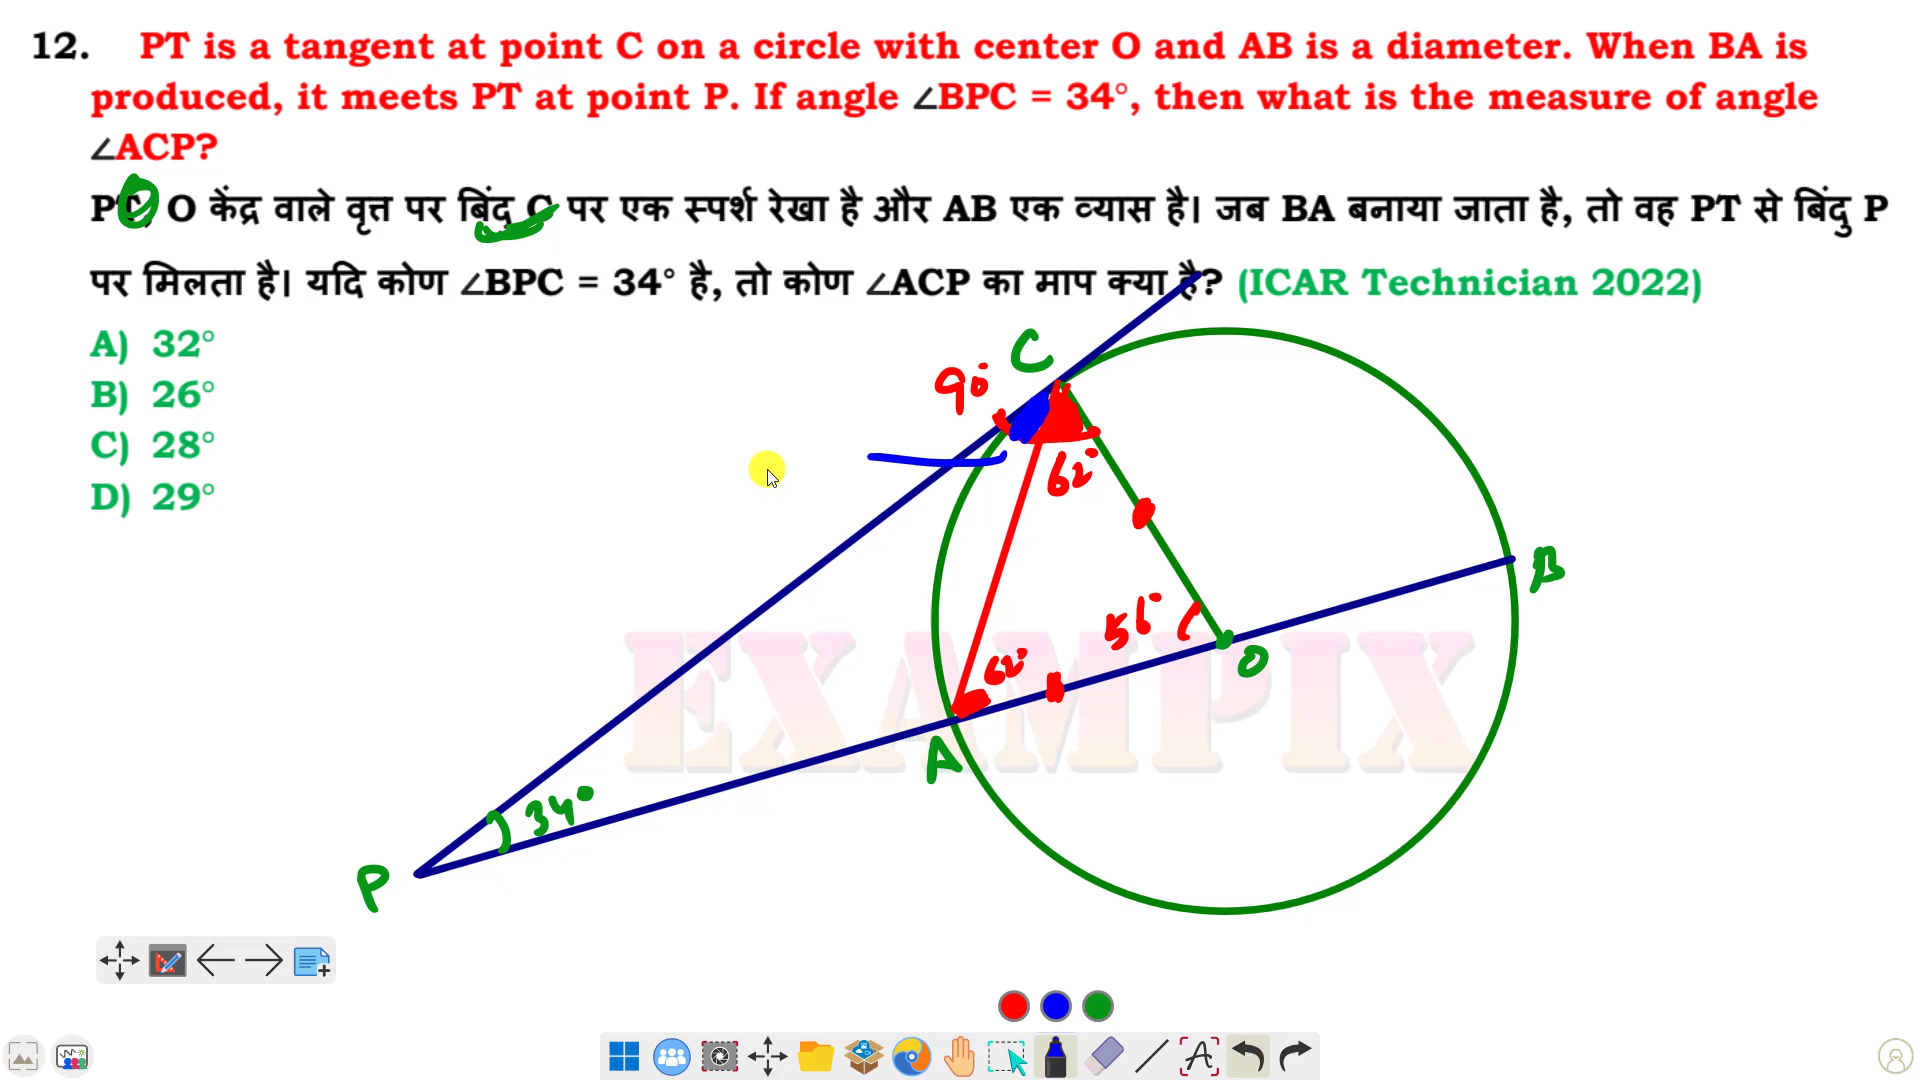 12. PT is a tangent at point C on a circle with center O and AB is a diameter. When BA is
produced, it meets PT at point P. If angle ∠BPC = 34°, then what is the measure of angle
∠ACP?
PT, O केंद्र वाले वृत्त पर बिंदु C पर एक स्पर्श रेखा है और AB एक व्यास है। जब BA बनाया जाता है, तो वह PT से बिंदु P
पर मिलता है। यदि कोण ∠BPC = 34° है, तो कोण ∠ACP का माप क्या है? (ICAR Technician 2022)
A) 32°
B) 26°
C) 28°
D) 29°
C
90°
62°
B
56°
O
62°
A
34°
P
EXAMPIX